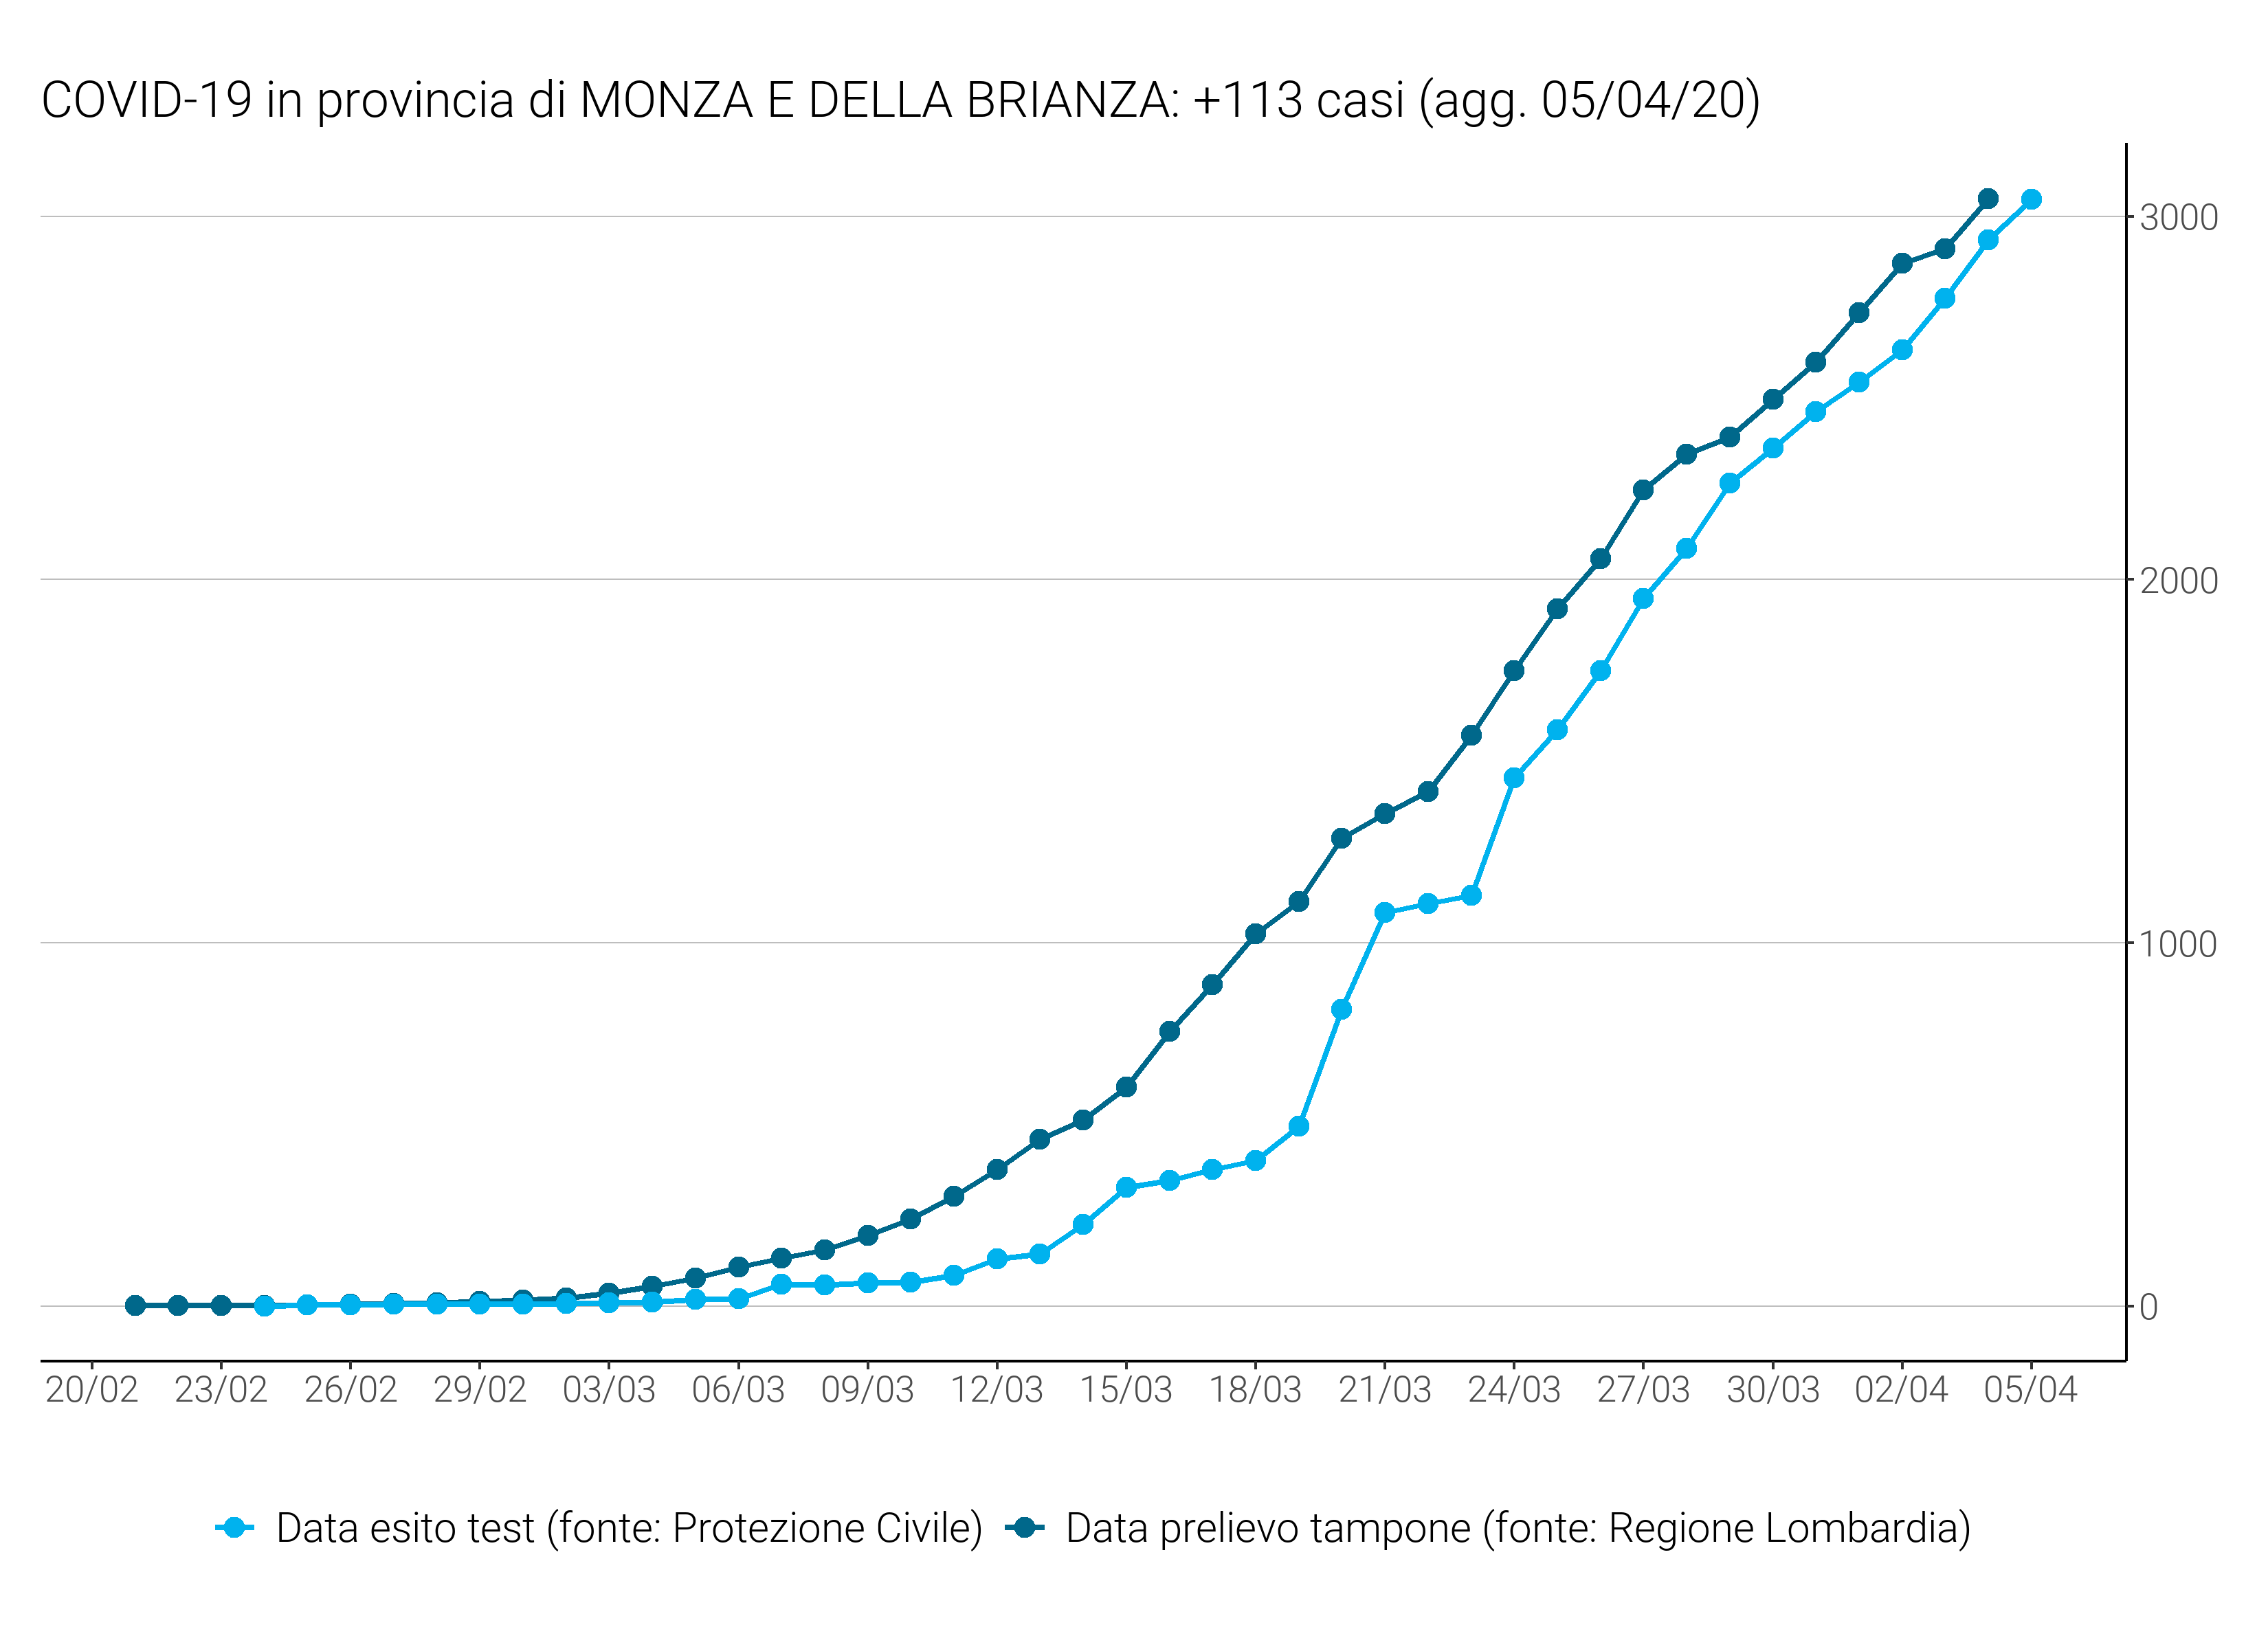 COVID-19 in provincia di MONZA E DELLA BRIANZA: +113 casi (agg. 05/04/20)
3000
2000
1000
0
20/02 23/02 26/02 29/02 03/03 06/03 09/03 12/03 15/03 18/03 21/03 24/03 27/03 30/03 02/04 05/04
Data esito test (fonte: Protezione Civile) Data prelievo tampone (fonte: Regione Lombardia)